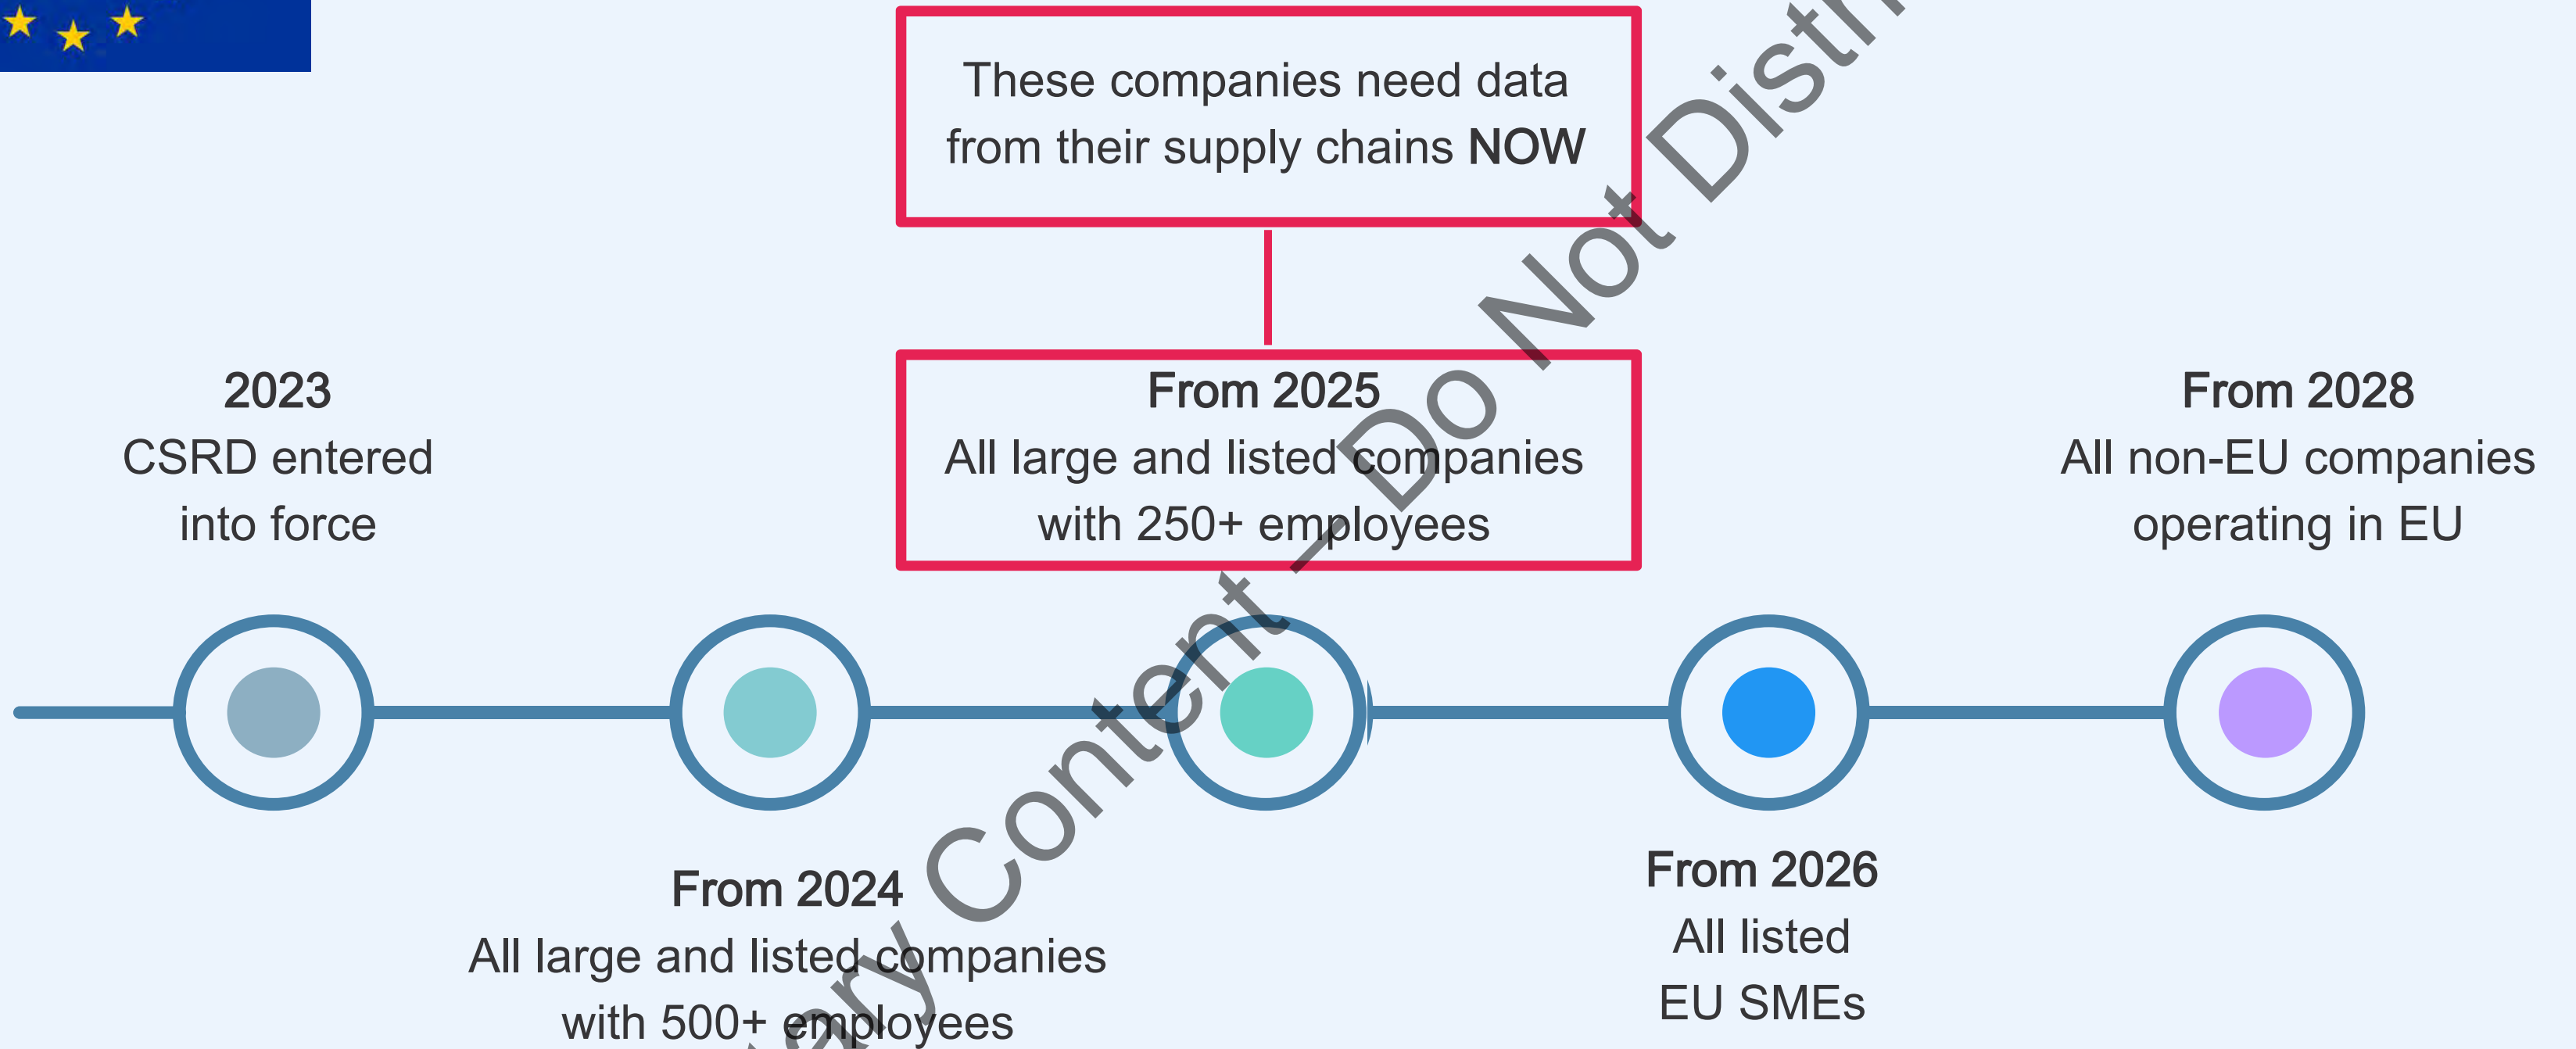 These companies need data
from their supply chains NOW
2023
CSRD entered
into force
From 2025
All large and listed companies
with 250+ employees
From 2028
All non-EU companies
operating in EU
From 2024
All large and listed companies
with 500+ employees
From 2026
All listed
EU SMEs
Content – Do Not